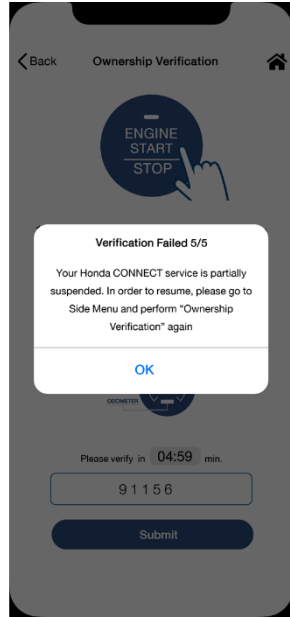 Back
Ownership Verification
ENGINE
START
STOP
Verification Failed 5/5
Your Honda CONNECT service is partially
suspended. In order to resume, please go to
Side Menu and perform "Ownership
Verification" again
OK
ODOMETER
Please verify in 04:59 min.
91156
Submit